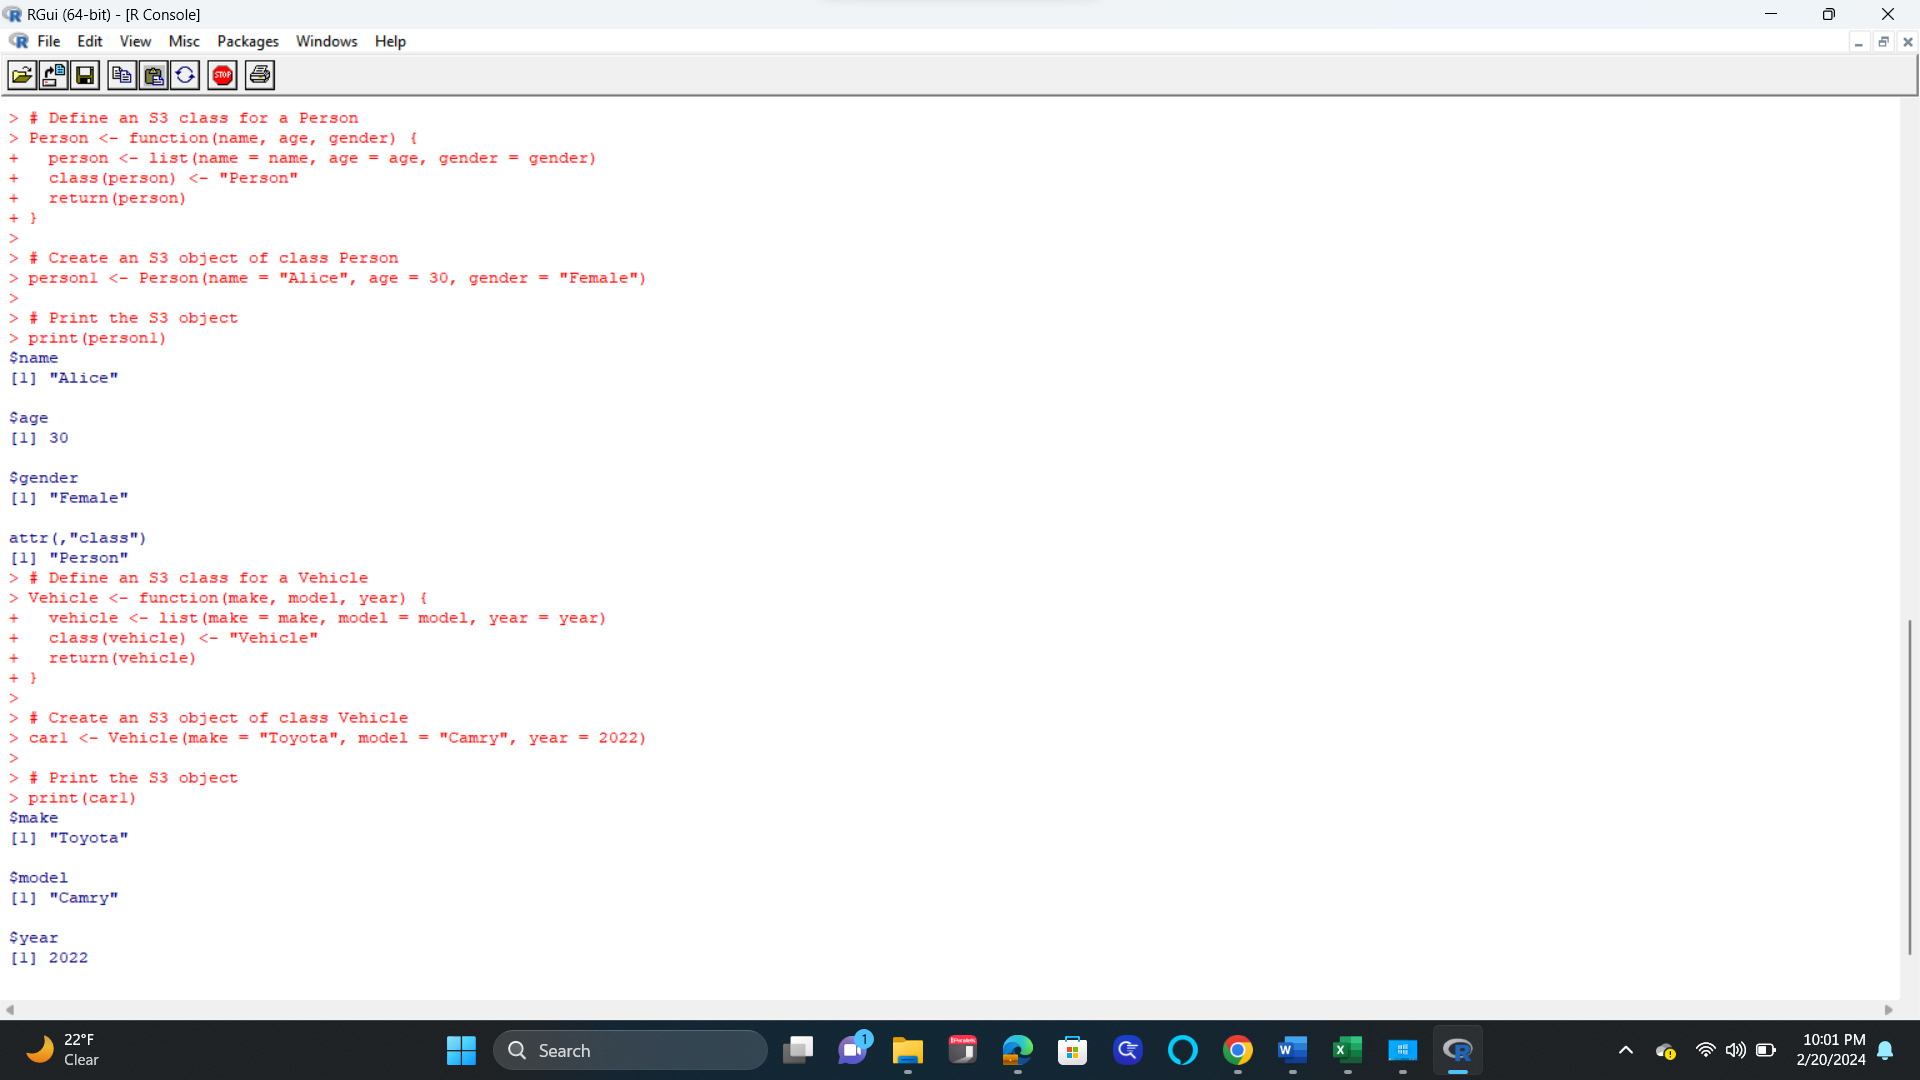 RGui (64-bit) - [R Console]
File Edit View Misc Packages Windows Help
STOP
> # Define an S3 class for a Person
> Person <- function(name, age, gender) {
+   person <- list(name = name, age = age, gender = gender)
+   class(person) <- "Person"
+   return(person)
+ }
>
> # Create an S3 object of class Person
> person1 <- Person(name = "Alice", age = 30, gender = "Female")
>
> # Print the S3 object
> print(person1)
$name
[1] "Alice"

$age
[1] 30

$gender
[1] "Female"

attr(,"class")
[1] "Person"
> # Define an S3 class for a Vehicle
> Vehicle <- function(make, model, year) {
+   vehicle <- list(make = make, model = model, year = year)
+   class(vehicle) <- "Vehicle"
+   return(vehicle)
+ }
>
> # Create an S3 object of class Vehicle
> car1 <- Vehicle(make = "Toyota", model = "Camry", year = 2022)
>
> # Print the S3 object
> print(car1)
$make
[1] "Toyota"

$model
[1] "Camry"

$year
[1] 2022
22°F
Clear
Search
1
10:01 PM
2/20/2024